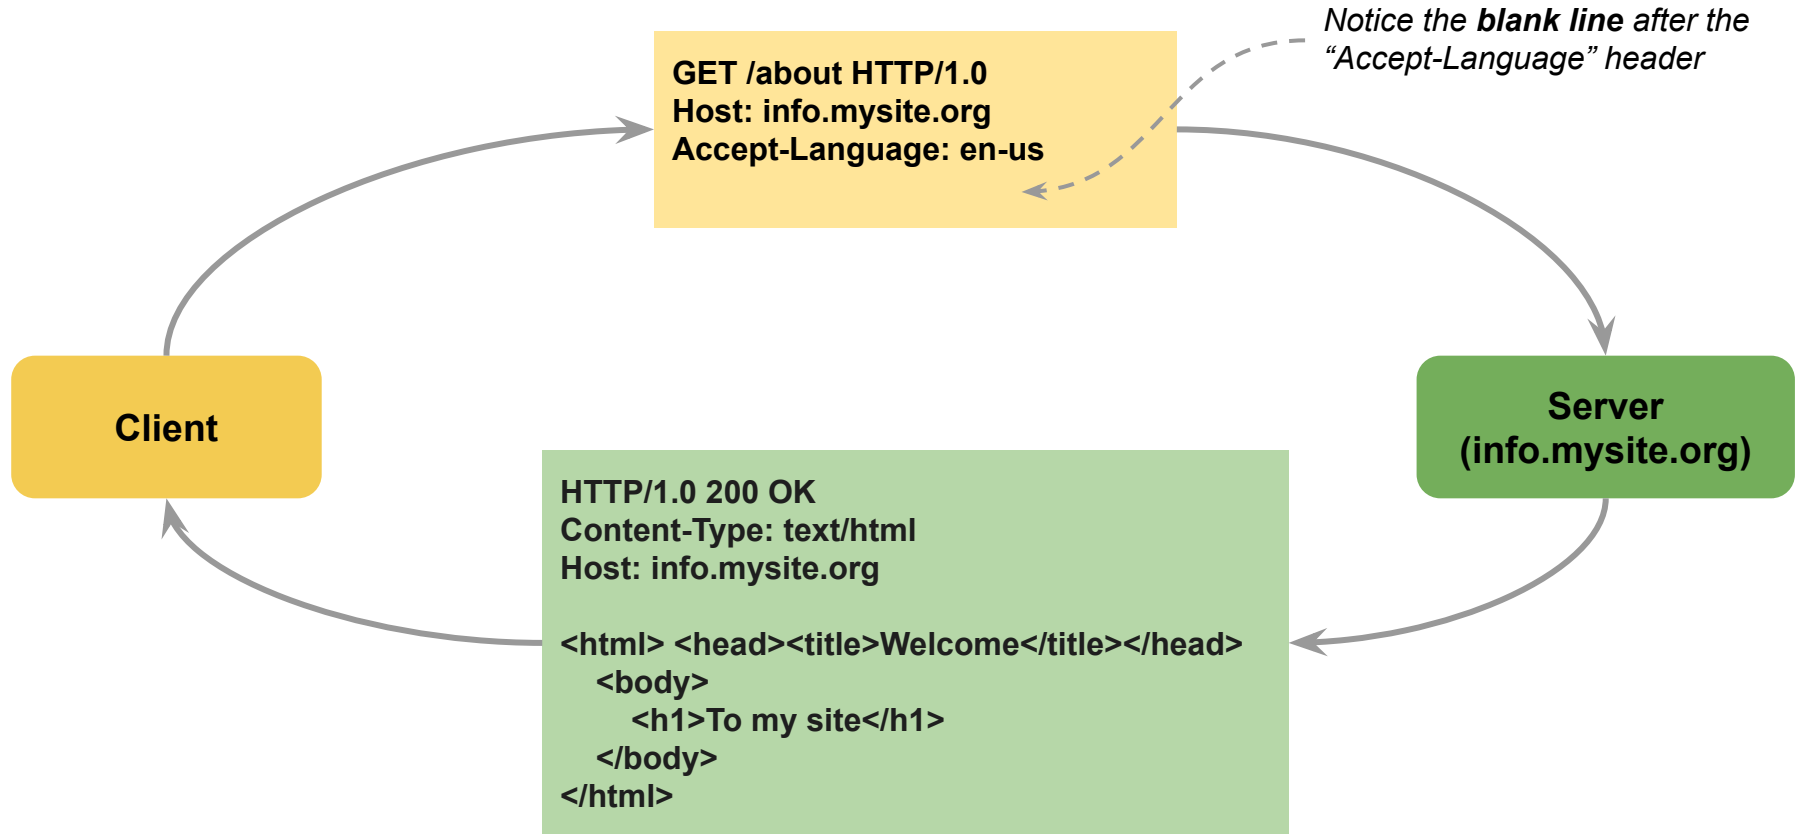 Notice the blank line after the
“Accept-Language” header
GET /about HTTP/1.0
Host: info.mysite.org
Accept-Language: en-us
Client
Server
(info.mysite.org)
HTTP/1.0 200 OK
Content-Type: text/html
Host: info.mysite.org
<html> <head><title>Welcome</title></head>
<body>
<h1>To my site</h1>
</body>
</html>